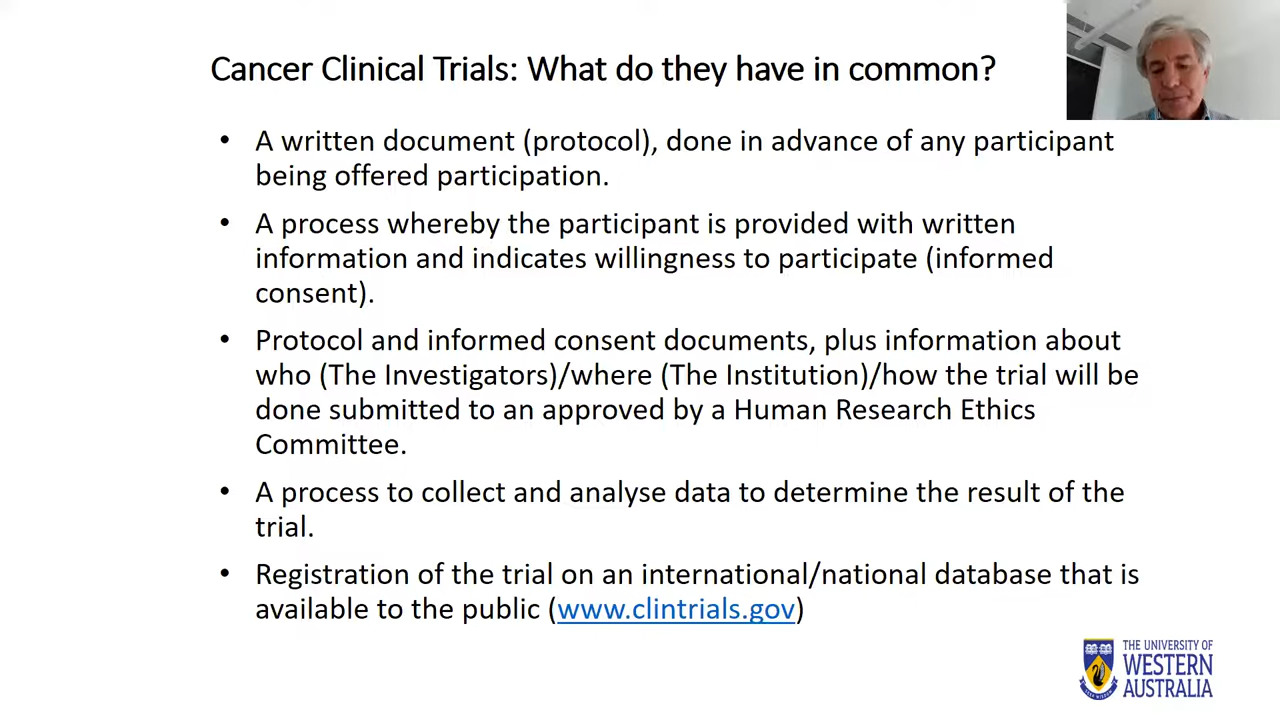 Cancer Clinical Trials: What do they have in common?
• A written document (protocol), done in advance of any participant
being offered participation.
• A process whereby the participant is provided with written
information and indicates willingness to participate (informed
consent).
• Protocol and informed consent documents, plus information about
who (The Investigators)/where (The Institution)/how the trial will be
done submitted to an approved by a Human Research Ethics
Committee.
• A process to collect and analyse data to determine the result of the
trial.
• Registration of the trial on an international/national database that is
available to the public (www.clintrials.gov)
THE UNIVERSITY OF
WESTERN
AUSTRALIA